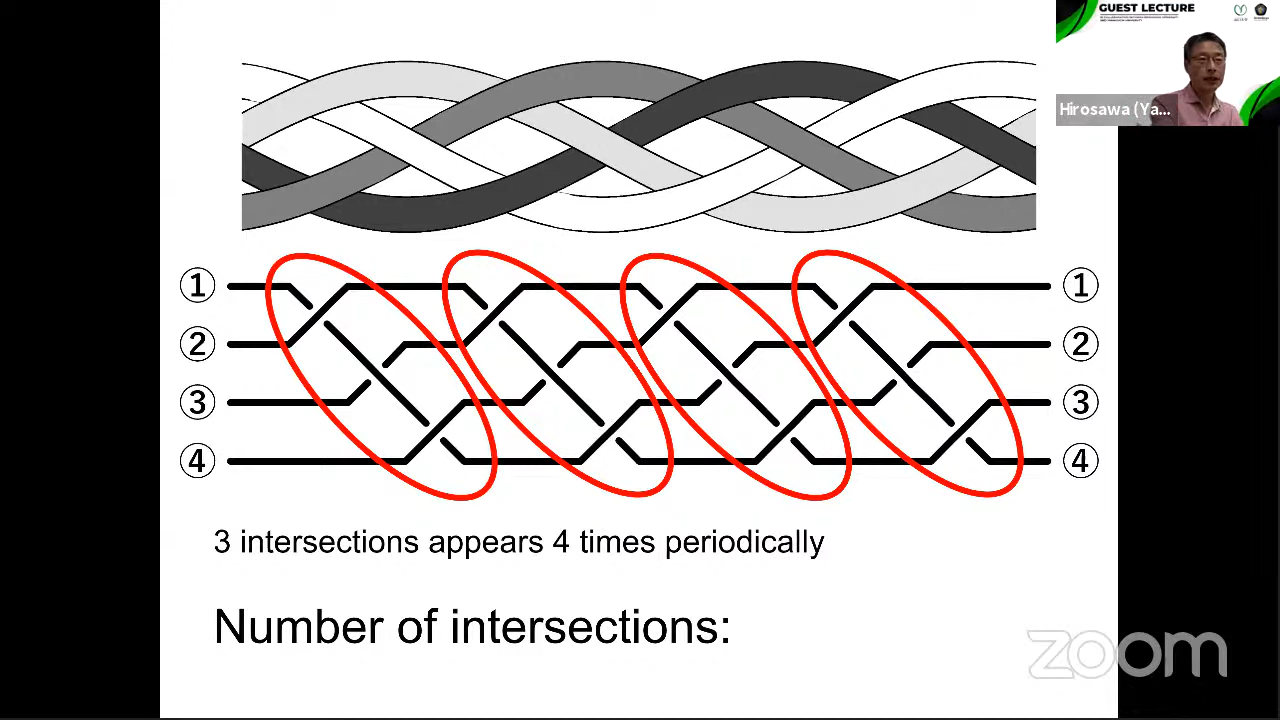 GUEST LECTURE
Hirosawa (Ya...
① ①
② ②
③ ③
④ ④
3 intersections appears 4 times periodically
Number of intersections:
zoom